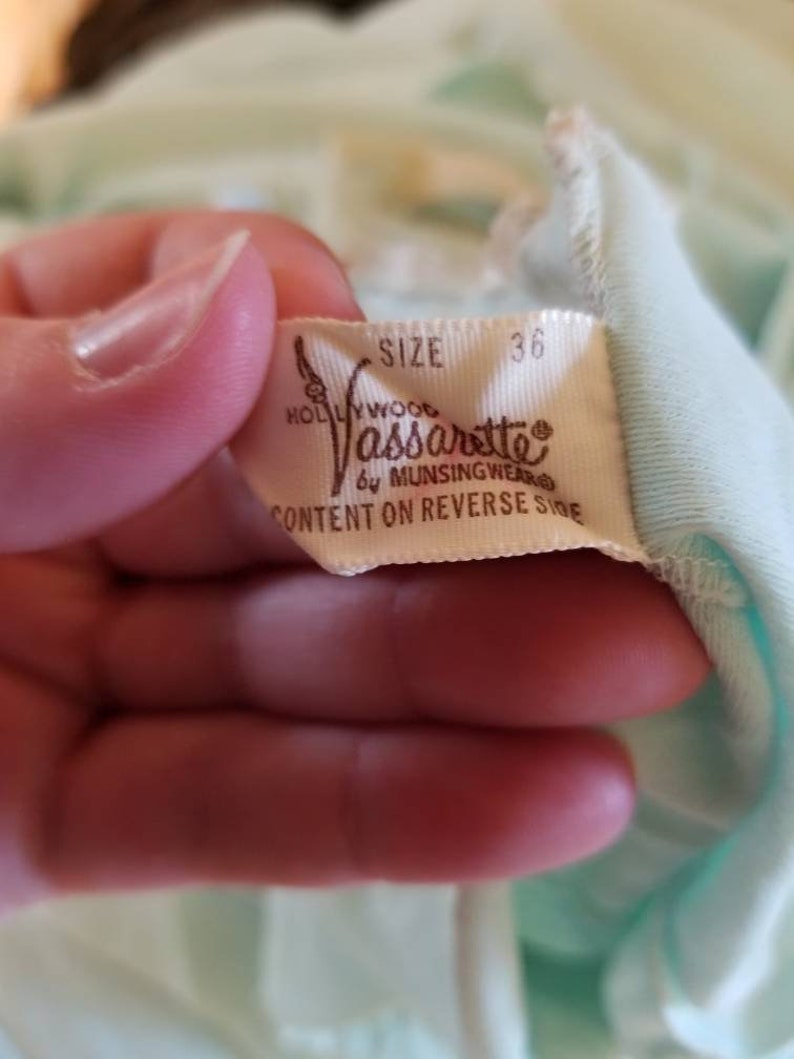 SIZE 36
HOLLYWOOD
Vassarette®
by MUNSINGWEAR®
CONTENT ON REVERSE SIDE